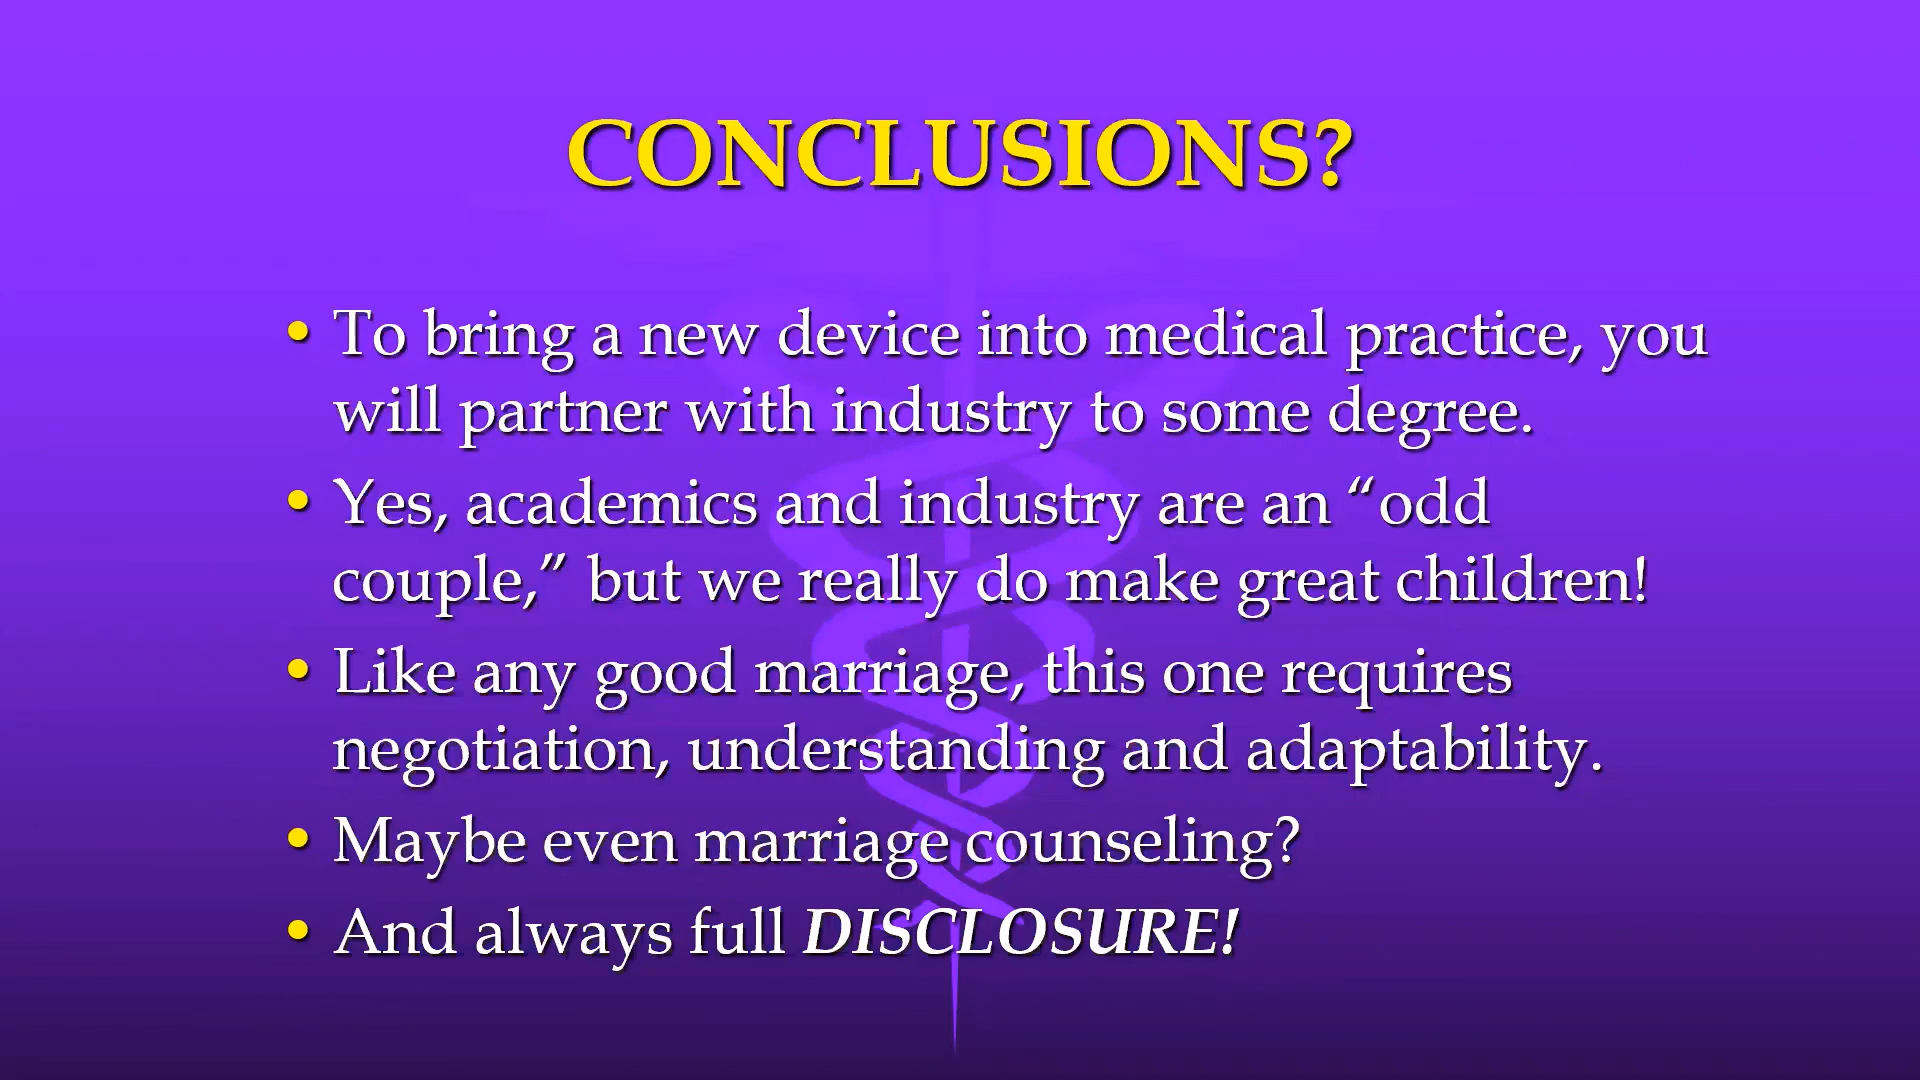 CONCLUSIONS?
• To bring a new device into medical practice, you
will partner with industry to some degree.
• Yes, academics and industry are an “odd
couple,” but we really do make great children!
• Like any good marriage, this one requires
negotiation, understanding and adaptability.
• Maybe even marriage counseling?
• And always full DISCLOSURE!